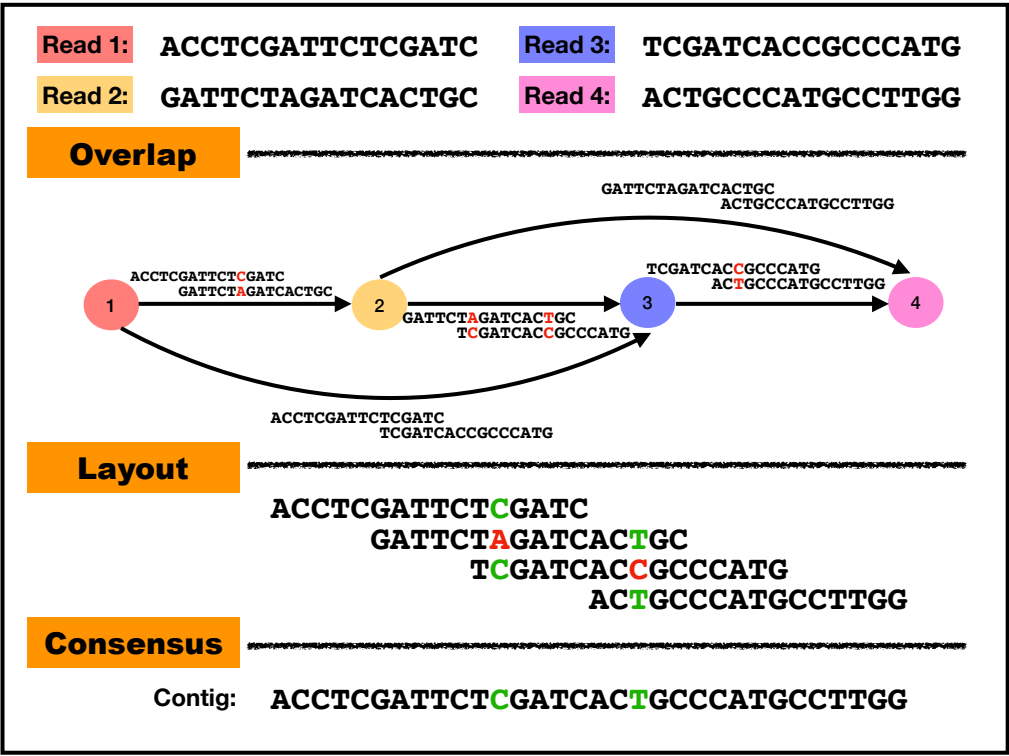 Read 1: ACCTCGATTCTCGATC Read 3: TCGATCACCGCCCATG
Read 2: GATTCTAGATCACTGC Read 4: ACTGCCCATGCCTTGG
Overlap
GATTCTAGATCACTGC
ACTGCCCATGCCTTGG
ACCTCGATTCTCGATC
GATTCTAGATCACTGC
TCGATCACCGCCCATG
ACTGCCCATGCCTTGG
1 2 3 4
GATTCTAGATCACTGC
TCGATCACCGCCCATG
ACCTCGATTCTCGATC
TCGATCACCGCCCATG
Layout
ACCTCGATTCTCGATC
GATTCTAGATCACTGC
TCGATCACCGCCCATG
ACTGCCCATGCCTTGG
Consensus
Contig: ACCTCGATTCTCGATCACTGCCCATGCCTTGG